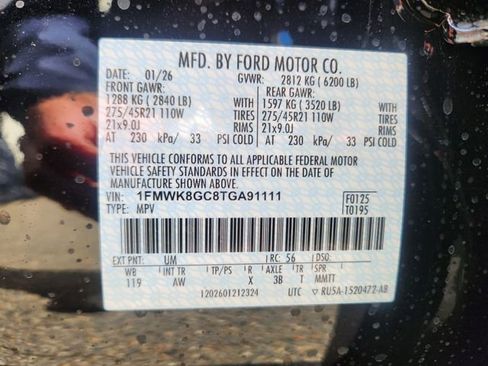 MFD. BY FORD MOTOR CO.
DATE: 01/26 GVWR: 2812 KG ( 6200 LB)
FRONT GAWR: REAR GAWR:
1288 KG ( 2840 LB) 1597 KG ( 3520 LB)
275/45R21 110W TIRES 275/45R21 110W
21x9.0J RIMS 21x9.0J
AT 230 kPa/ 33 PSI COLD AT 230 kPa/ 33 PSI COLD
THIS VEHICLE CONFORMS TO ALL APPLICABLE FEDERAL MOTOR
VEHICLE SAFETY STANDARDS IN EFFECT ON THE DATE OF
MANUFACTURE SHOWN ABOVE.
VIN: 1FMWK8GC8TGA91111 F0125
TYPE: MPV T0195
EXT PNT: UM RC: 56 DSO:
WB INT TR TP/PS R AXLE TR SPR
119 AW X 3B T MMTT
1202601212324 UTC ▽ RU5A-1520472-AB